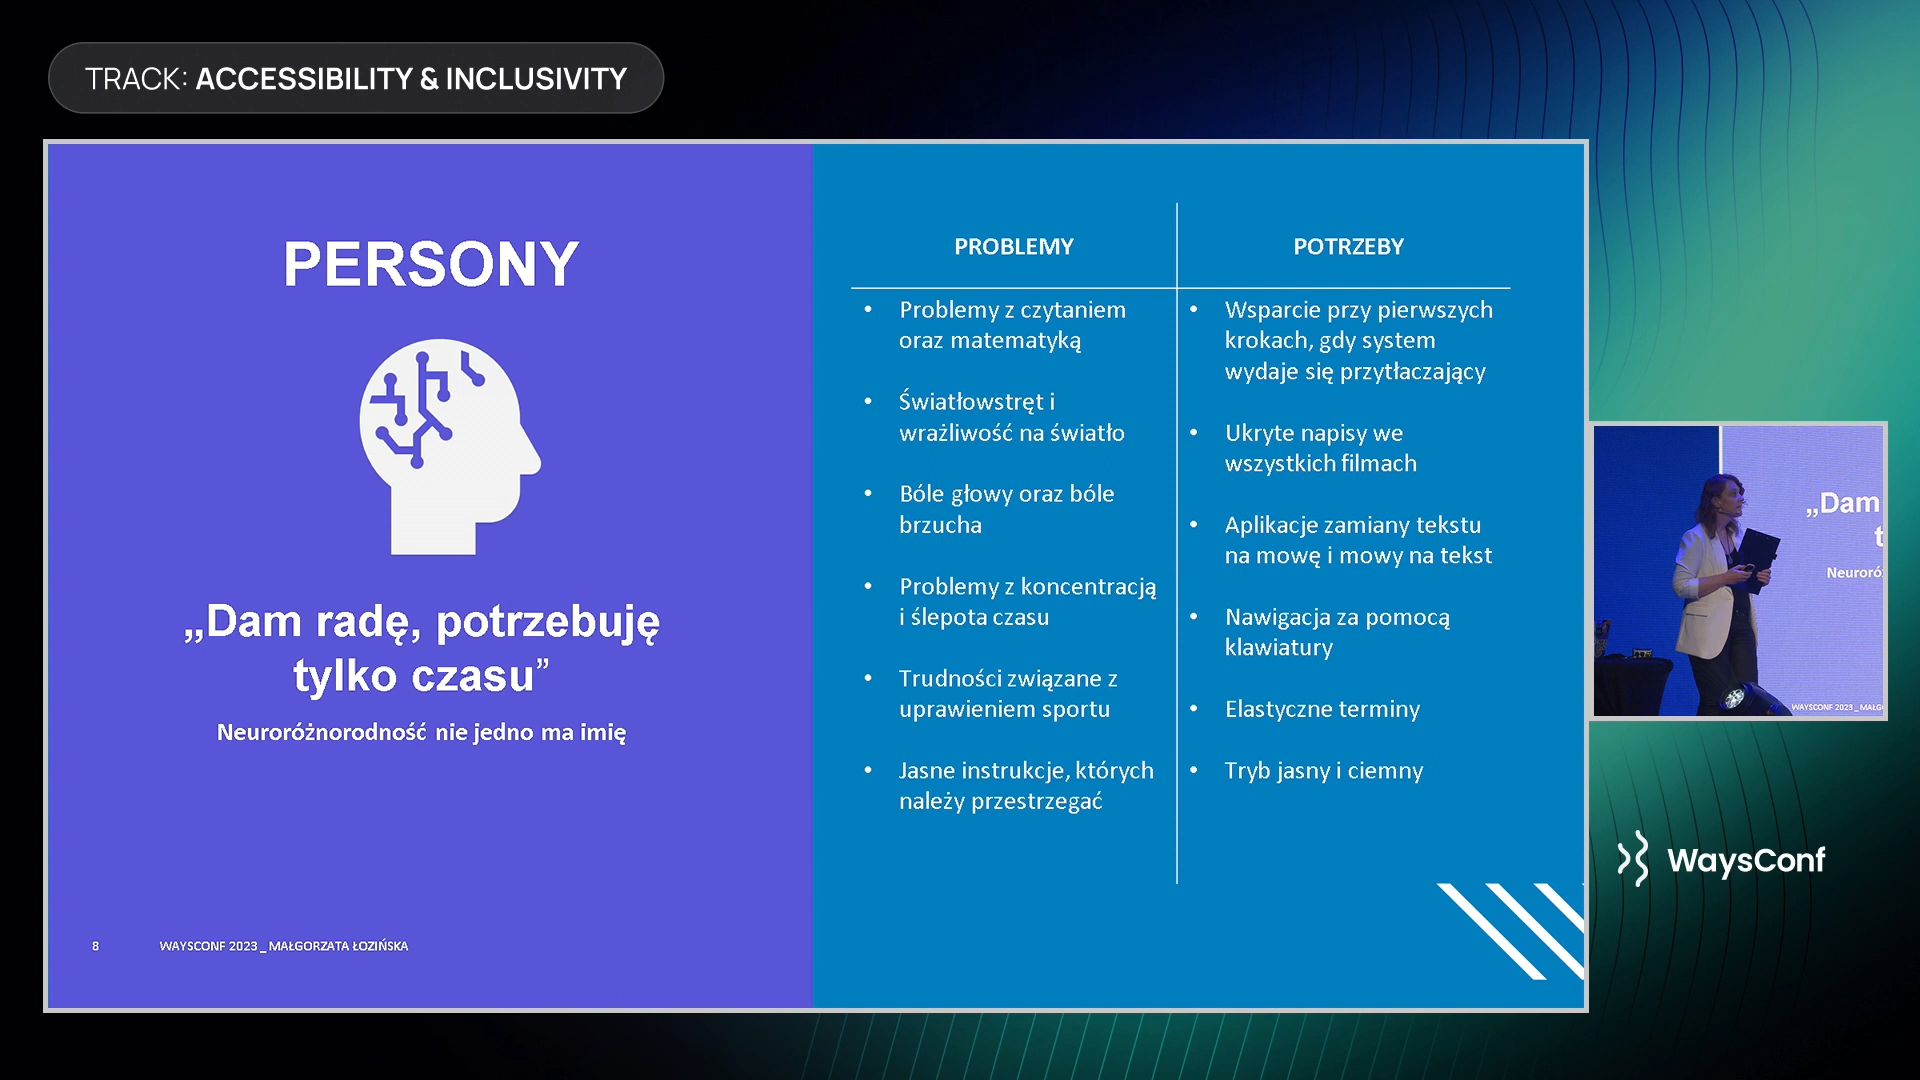 TRACK: ACCESSIBILITY & INCLUSIVITY
PERSONY
„Dam radę, potrzebuję
tylko czasu”
Neuroróżnorodność nie jedno ma imię
8 WAYSCONF 2023_MAŁGORZATA ŁOZIŃSKA
PROBLEMY
• Problemy z czytaniem
oraz matematyką
• Światłowstręt i
wrażliwość na światło
• Bóle głowy oraz bóle
brzucha
• Problemy z koncentracją
i ślepota czasu
• Trudności związane z
uprawieniem sportu
• Jasne instrukcje, których
należy przestrzegać
POTRZEBY
• Wsparcie przy pierwszych
krokach, gdy system
wydaje się przytłaczający
• Ukryte napisy we
wszystkich filmach
• Aplikacje zamiany tekstu
na mowę i mowy na tekst
• Nawigacja za pomocą
klawiatury
• Elastyczne terminy
• Tryb jasny i ciemny
„Dam
t
Neuroró
WAYSCONF 2023_MAŁG
WaysConf